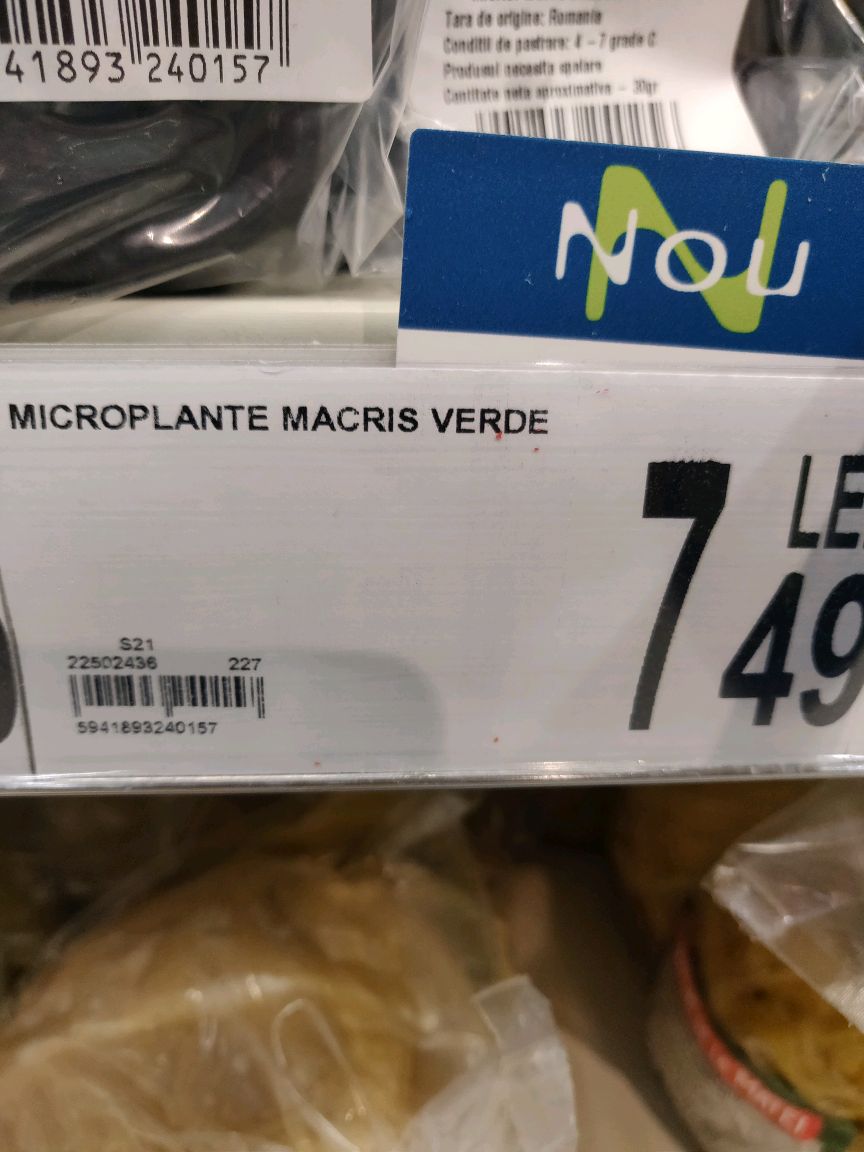 41893 240157
Tara de origine: Romania
Conditii de pastrare: 4 - 7 grade C
Produsul necesita spalare
Cantitate neta aproximativa - 30gr
NOU
MICROPLANTE MACRIS VERDE
7
LE
49
S21
22502436 227
5941893240157
MATEI